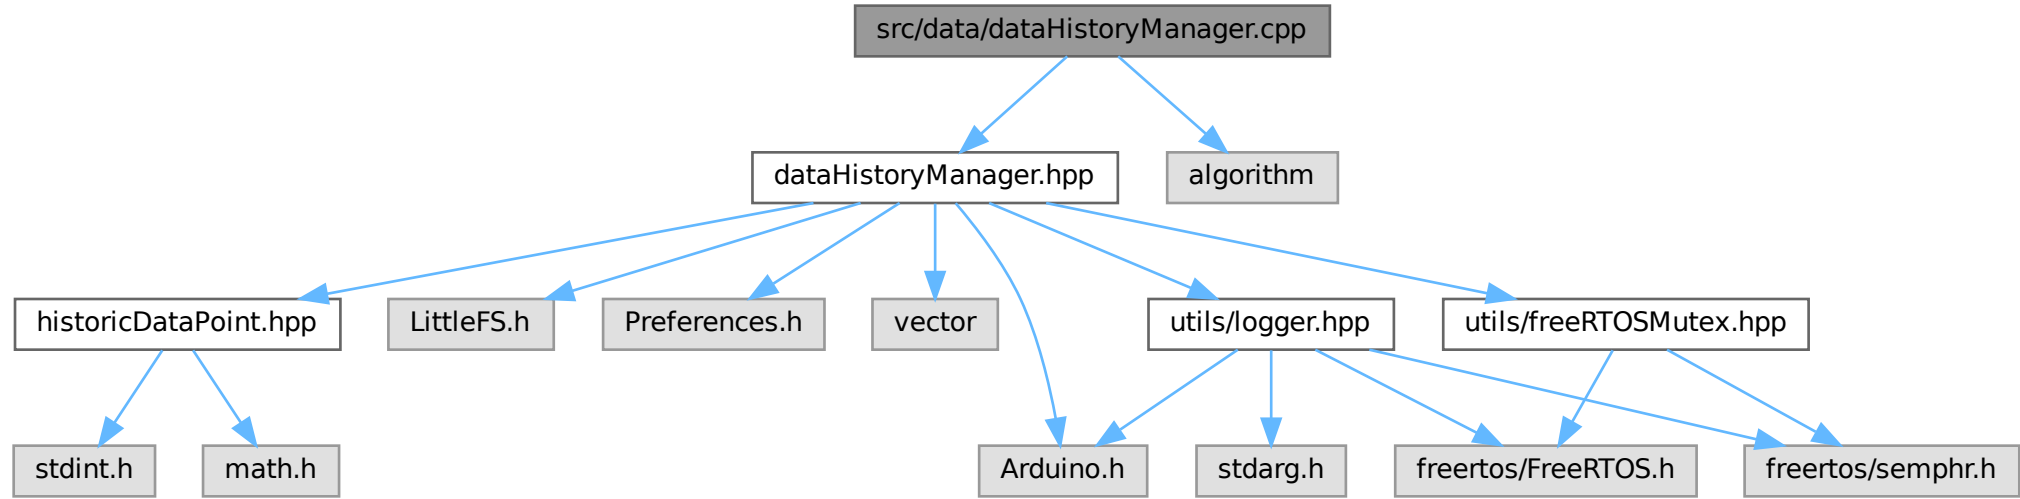 src/data/dataHistoryManager.cpp
dataHistoryManager.hpp
algorithm
historicDataPoint.hpp
LittleFS.h
Preferences.h
vector
utils/logger.hpp
utils/freeRTOSMutex.hpp
stdint.h
math.h
Arduino.h
stdarg.h
freertos/FreeRTOS.h
freertos/semphr.h